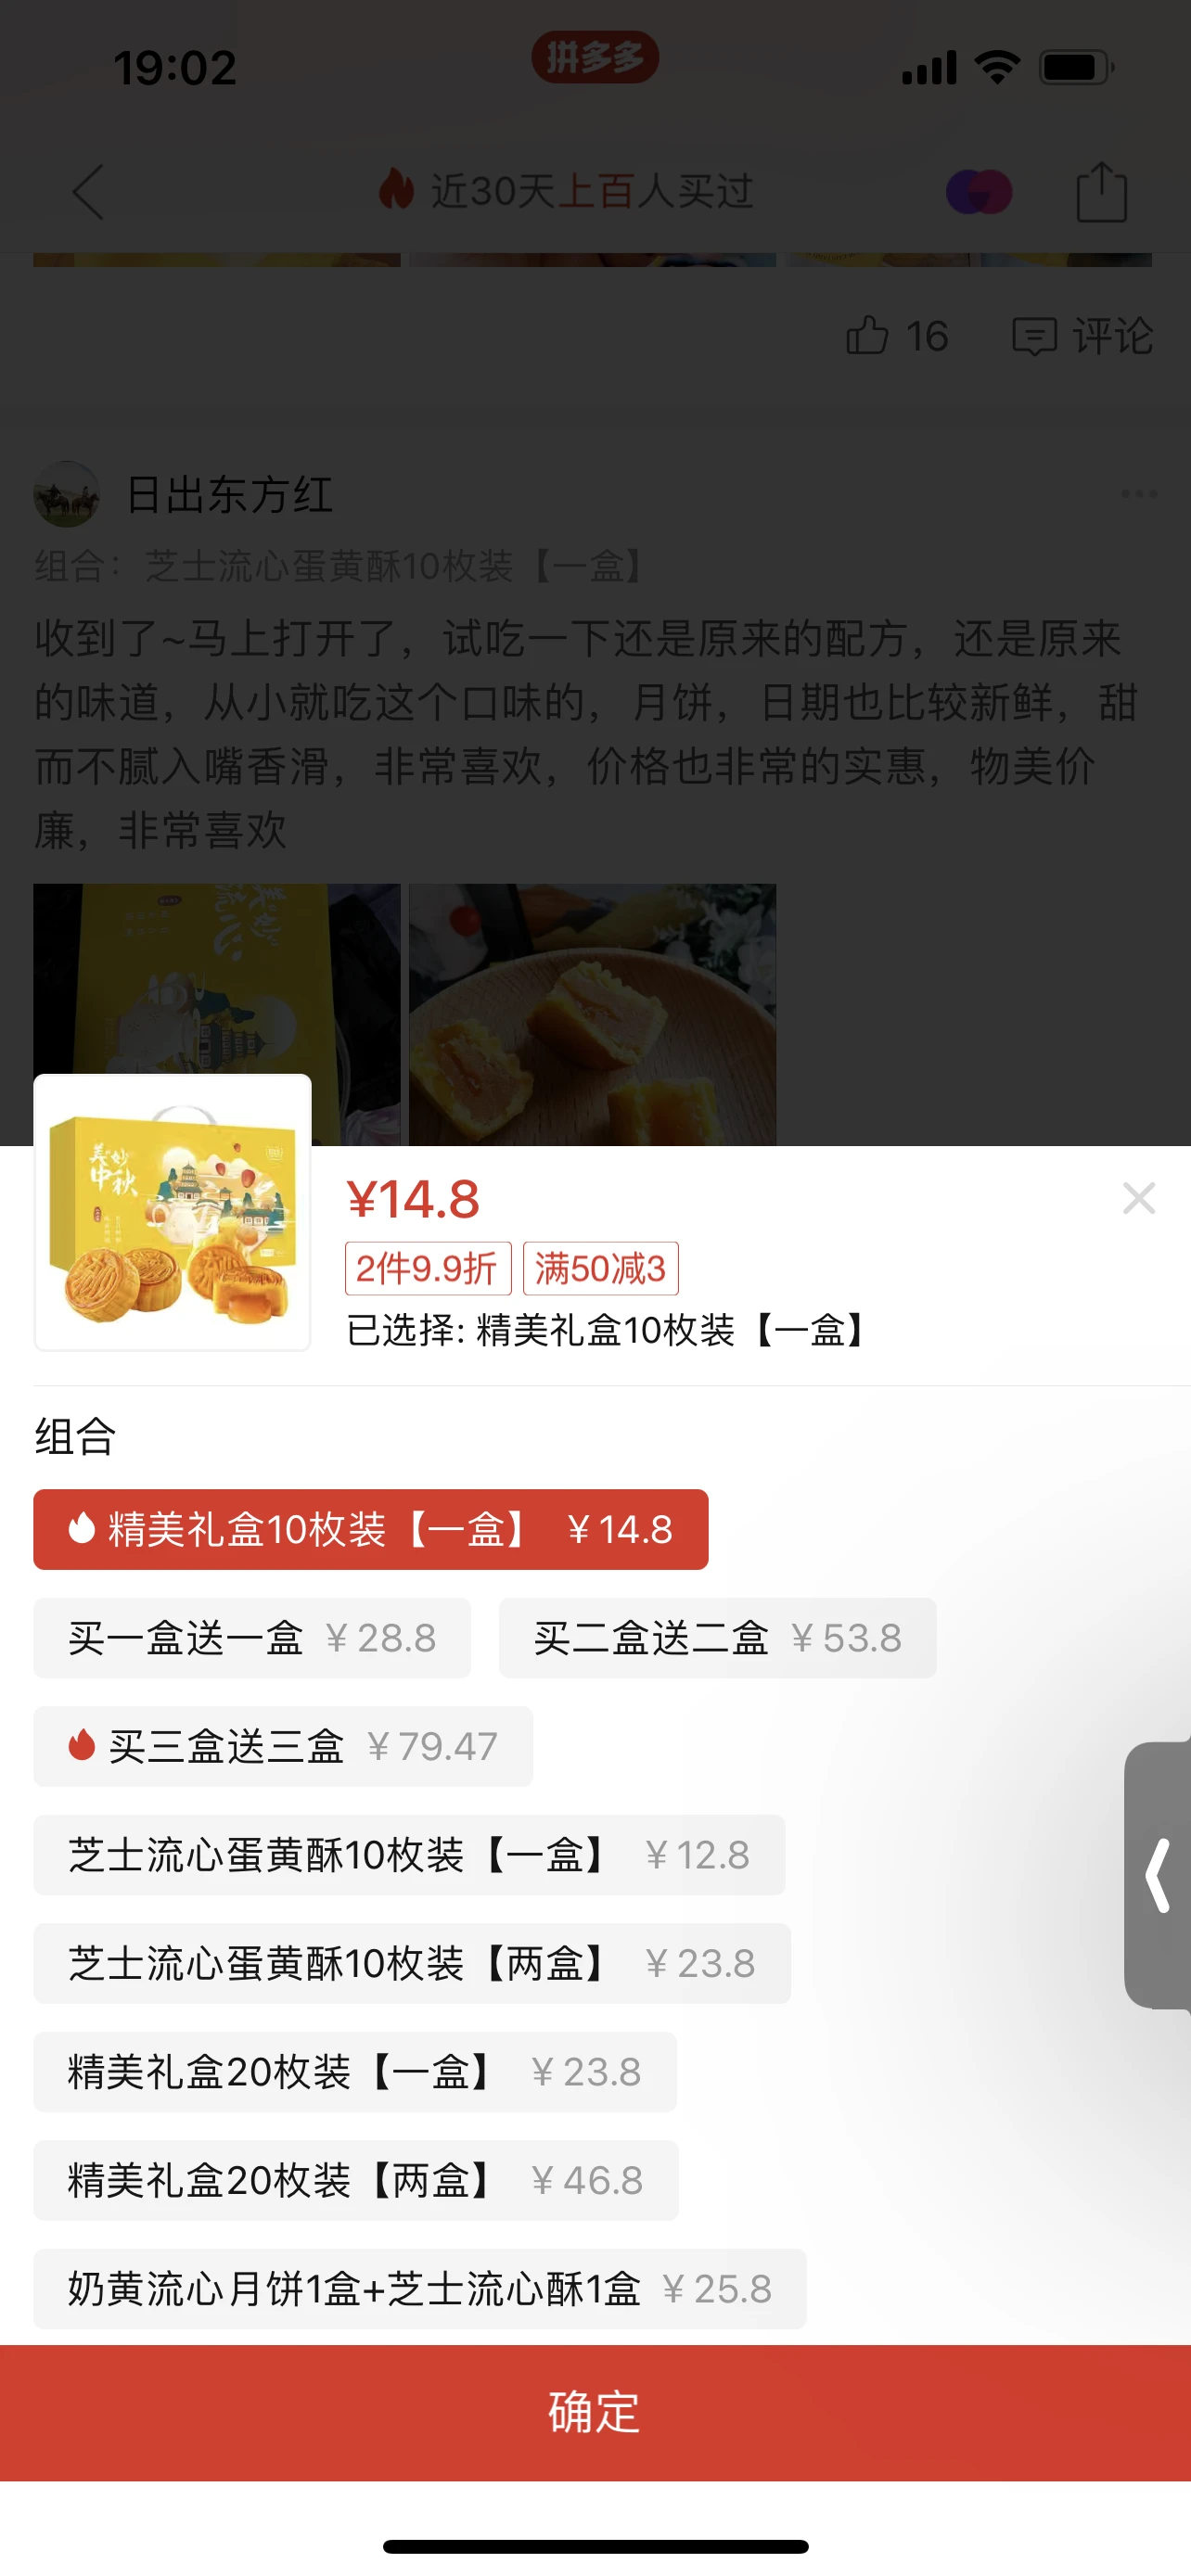 19:02
拼多多
近30天上百人买过
16 评论
日出东方红
组合：芝士流心蛋黄酥10枚装【一盒】
收到了~马上打开了，试吃一下还是原来的配方，还是原来
的味道，从小就吃这个口味的，月饼，日期也比较新鲜，甜
而不腻入嘴香滑，非常喜欢，价格也非常的实惠，物美价
廉，非常喜欢
美妙
中秋
¥14.8
2件9.9折 满50减3
已选择: 精美礼盒10枚装【一盒】
组合
精美礼盒10枚装【一盒】 ¥14.8
买一盒送一盒 ¥28.8 买二盒送二盒 ¥53.8
买三盒送三盒 ¥79.47
芝士流心蛋黄酥10枚装【一盒】 ¥12.8
芝士流心蛋黄酥10枚装【两盒】 ¥23.8
精美礼盒20枚装【一盒】 ¥23.8
精美礼盒20枚装【两盒】 ¥46.8
奶黄流心月饼1盒+芝士流心酥1盒 ¥25.8
确定